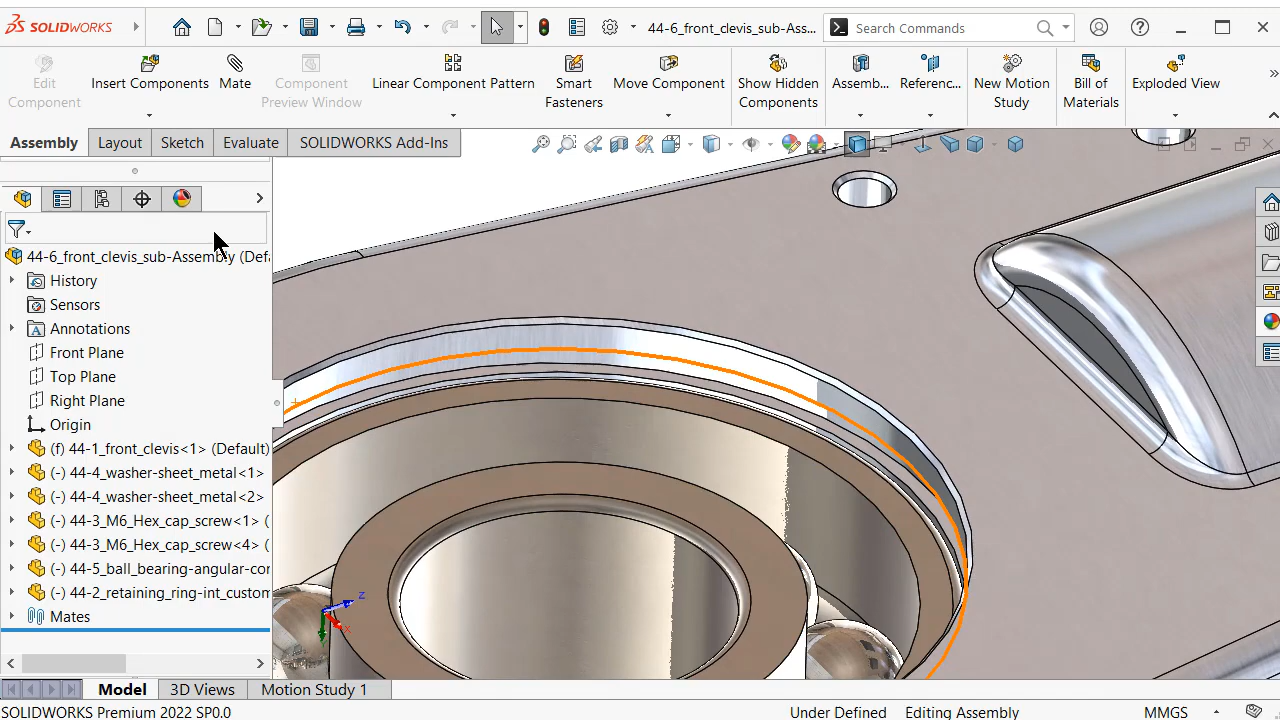 SOLIDWORKS
44-6_front_clevis_sub-Ass...
Search Commands
Edit Component
Insert Components
Mate
Component Preview Window
Linear Component Pattern
Smart Fasteners
Move Component
Show Hidden Components
Assemb...
Referenc...
New Motion Study
Bill of Materials
Exploded View
Assembly
Layout
Sketch
Evaluate
SOLIDWORKS Add-Ins
44-6_front_clevis_sub-Assembly (Defa
History
Sensors
Annotations
Front Plane
Top Plane
Right Plane
Origin
(f) 44-1_front_clevis<1> (Default)
(-) 44-4_washer-sheet_metal<1>
(-) 44-4_washer-sheet_metal<2>
(-) 44-3_M6_Hex_cap_screw<1> (
(-) 44-3_M6_Hex_cap_screw<4> (
(-) 44-5_ball_bearing-angular-cor
(-) 44-2_retaining_ring-int_custom
Mates
z
x
Model
3D Views
Motion Study 1
SOLIDWORKS Premium 2022 SP0.0
Under Defined
Editing Assembly
MMGS